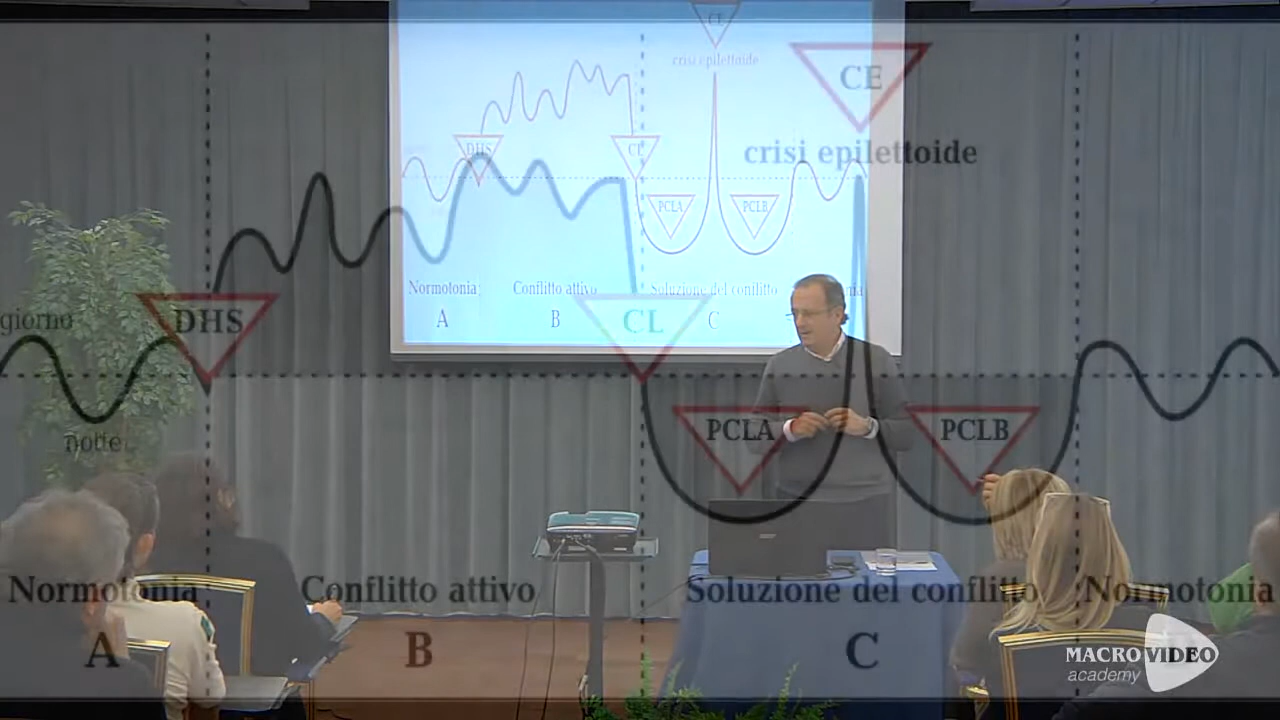 CE
crisi epilettoide
DHS
CL
PCLA
PCLB
Normotonia
Conflitto attivo
Soluzione del conflitto
A
B
C
CE
crisi epilettoide
giorno
DHS
CL
notte
PCLA
PCLB
Normotonia
Conflitto attivo
Soluzione del conflitto
Normotonia
A
B
C
MACRO VIDEO
academy